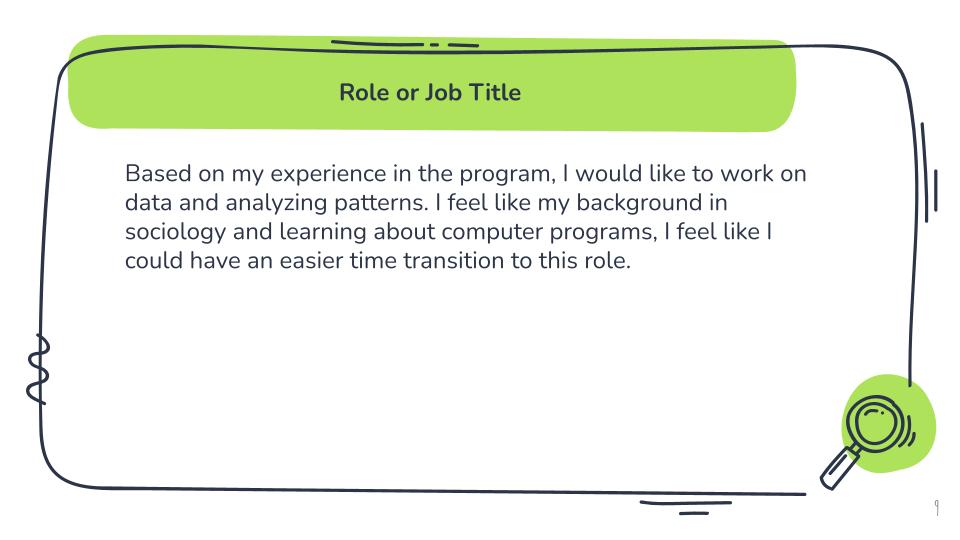 Role or Job Title
Based on my experience in the program, I would like to work on
data and analyzing patterns. I feel like my background in
sociology and learning about computer programs, I feel like I
could have an easier time transition to this role.
9